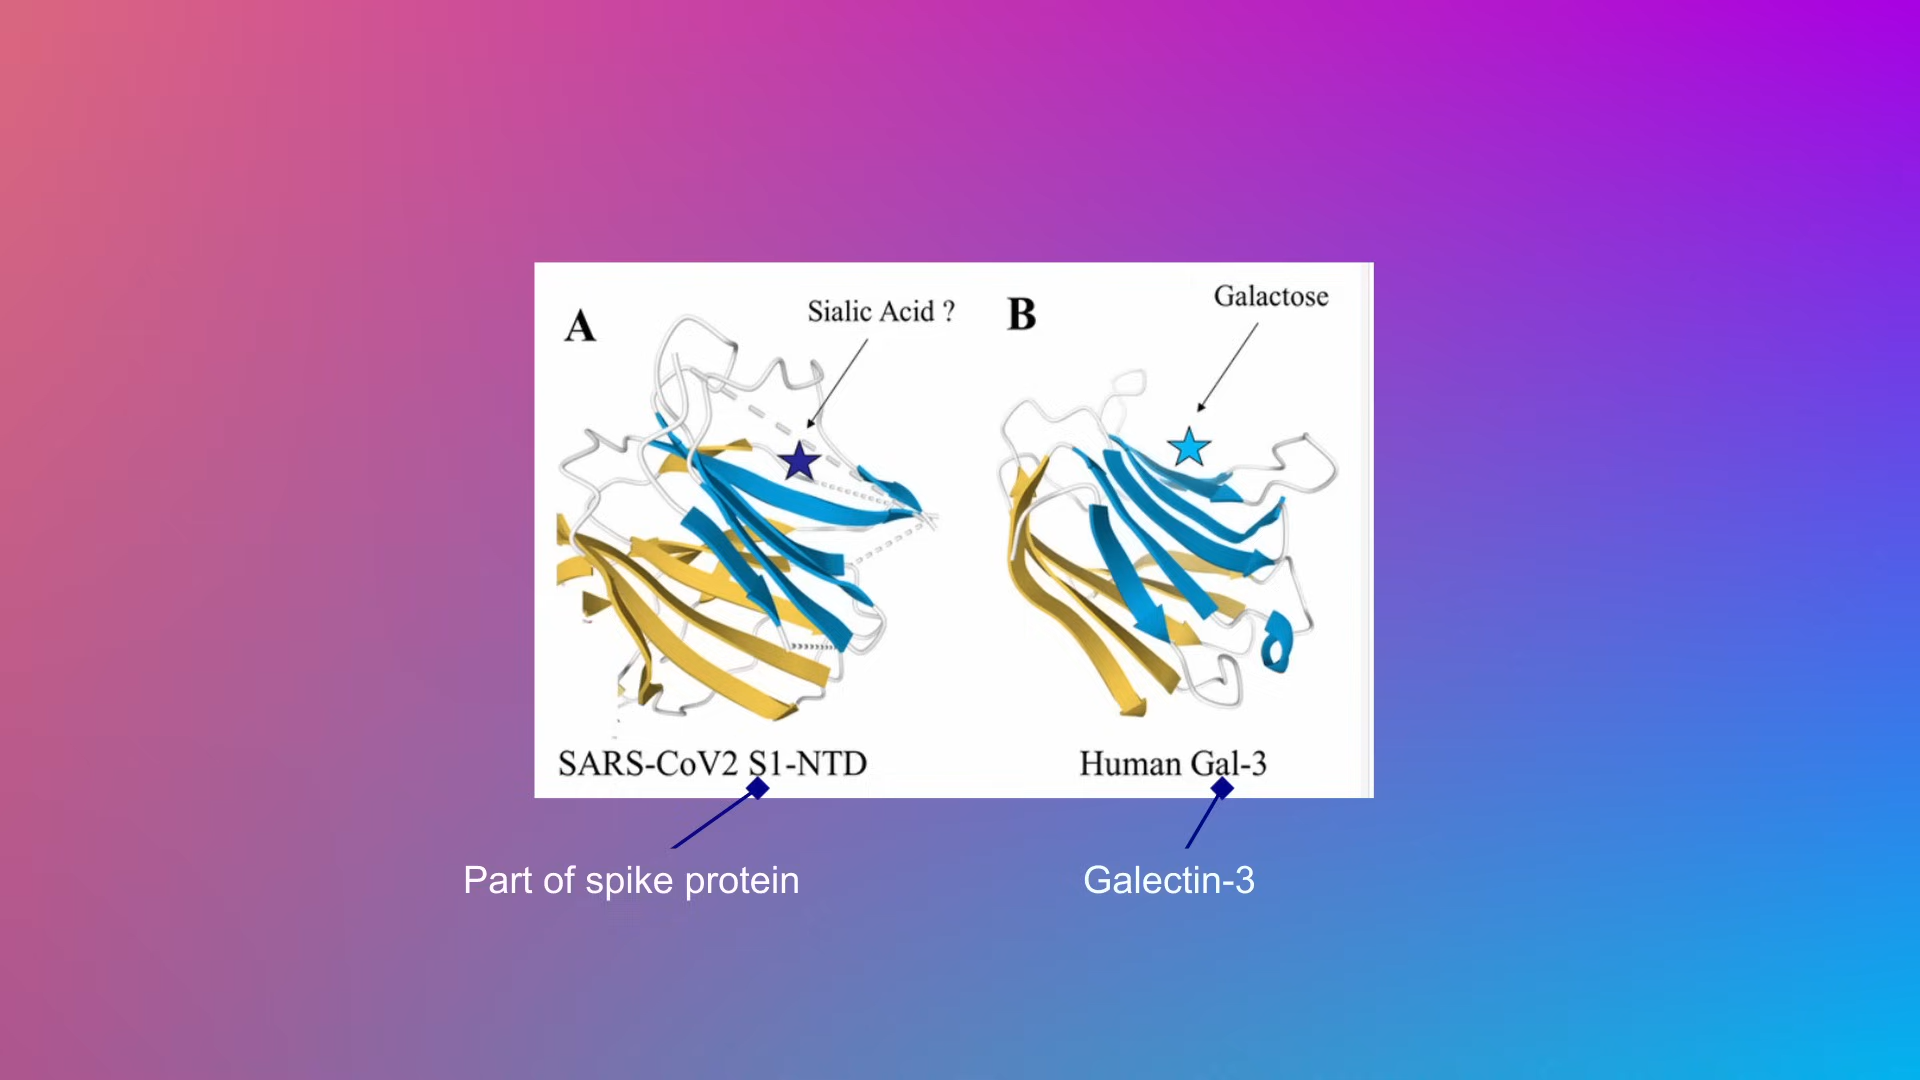 A
Sialic Acid ?
B
Galactose
SARS-CoV2 S1-NTD
Human Gal-3
Part of spike protein
Galectin-3